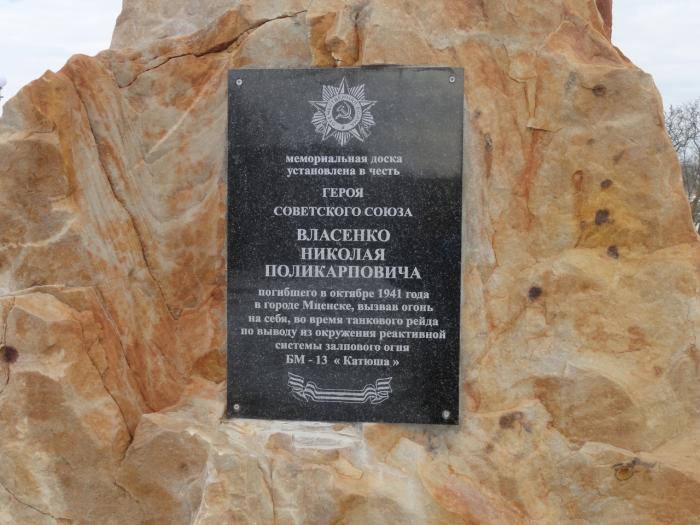 мемориальная доска
установлена в честь
ГЕРОЯ
СОВЕТСКОГО СОЮЗА
ВЛАСЕНКО
НИКОЛАЯ
ПОЛИКАРПОВИЧА
погибшего в октябре 1941 года
в городе Мценске, вызвав огонь
на себя, во время танкового рейда
по выводу из окружения реактивной
системы залпового огня
БМ - 13 « Катюша »